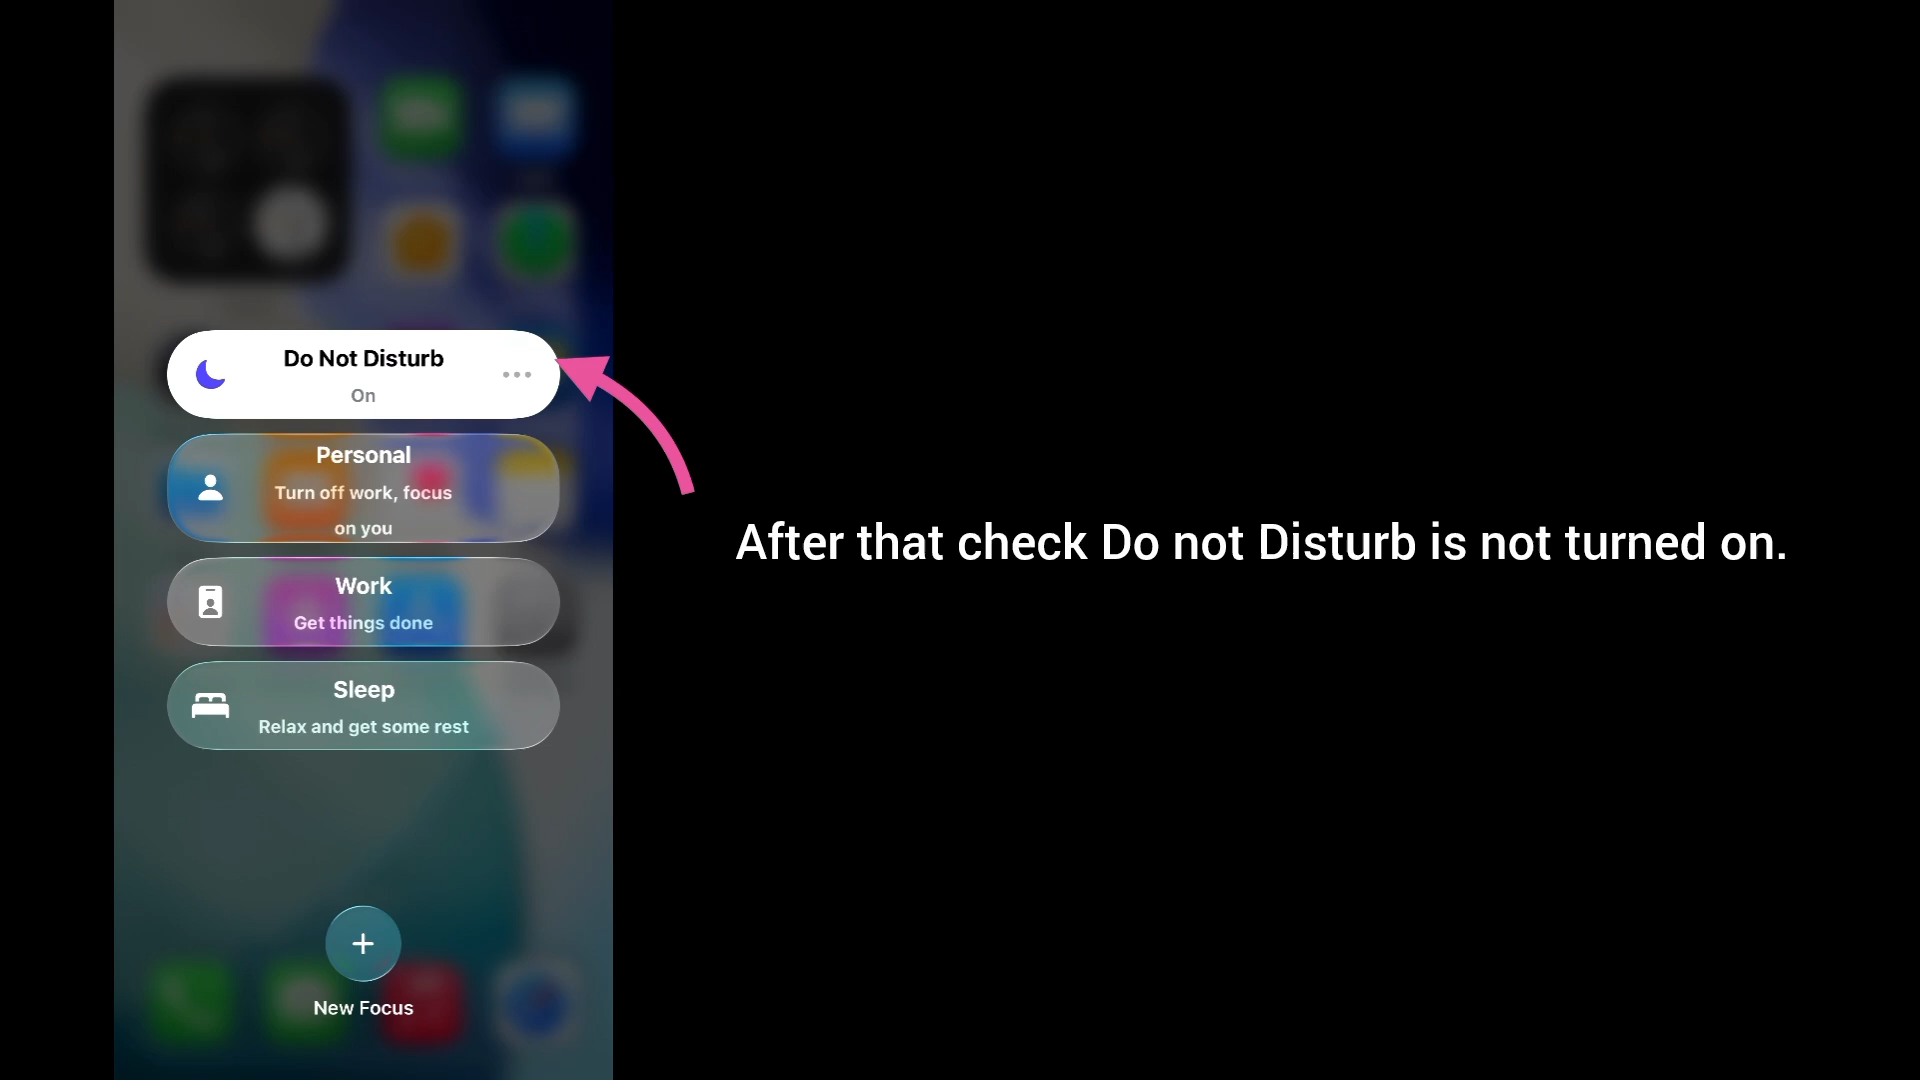 Do Not Disturb
On
Personal
Turn off work, focus
on you
Work
Get things done
Sleep
Relax and get some rest
New Focus
After that check Do not Disturb is not turned on.